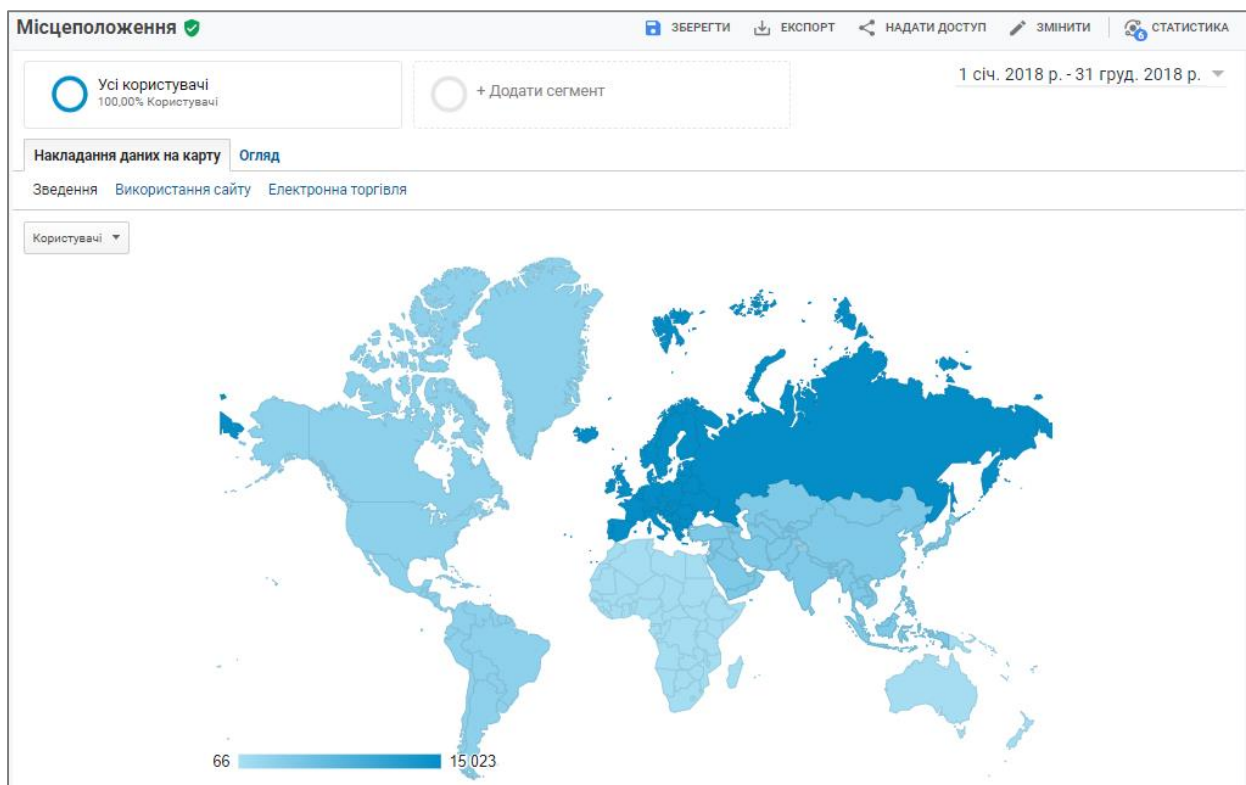 Місцеположення
ЗБЕРЕГТИ ЕКСПОРТ НАДАТИ ДОСТУП ЗМІНИТИ 6 СТАТИСТИКА
Усі користувачі
100,00% Користувачі
+ Додати сегмент
1 січ. 2018 р. - 31 груд. 2018 р.
Накладання даних на карту Огляд
Зведення Використання сайту Електронна торгівля
Користувачі
66 15 023